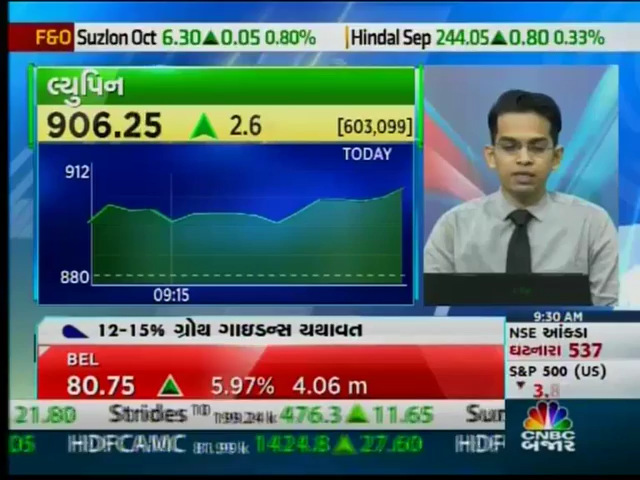 F&O Suzlon Oct 6.30 ▲ 0.05 0.80% Hindal Sep 244.05 ▲ 0.80 0.33%
લ્યુપિન
906.25 ▲ 2.6 [603,099]
TODAY
912
880
09:15
12-15% ગ્રોથ ગાઇડન્સ યથાવત
BEL
80.75 ▲ 5.97% 4.06 m
9:30 AM
NSE આંકડા
ઘટનારા 537
S&P 500 (US)
▼ 3.8
21.80 Strides 476.3 ▲ 11.65
HDFCAMC 1424.8 ▲ 27.60 HDF
CNBC
બજાર